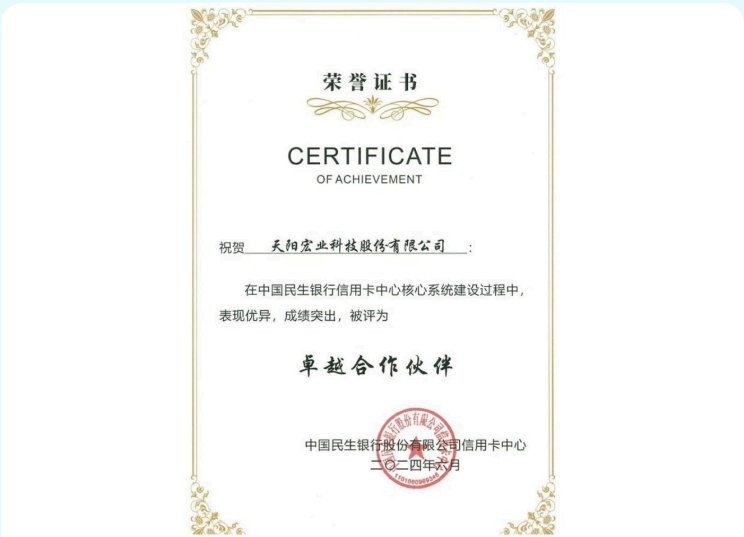 荣誉证书
CERTIFICATE
OF ACHIEVEMENT
祝贺 天阳宏业科技股份有限公司 ：
在中国民生银行信用卡中心核心系统建设过程中，
表现优异，成绩突出，被评为
卓越合作伙伴
中国民生银行股份有限公司信用卡中心
二〇二四年六月